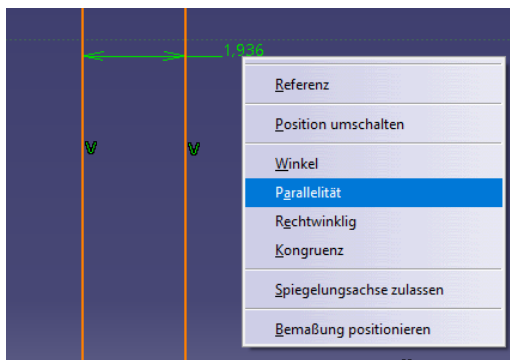 1,936
Referenz
Position umschalten
V
V
Winkel
Parallelität
Rechtwinklig
Kongruenz
Spiegelungsachse zulassen
Bemaßung positionieren